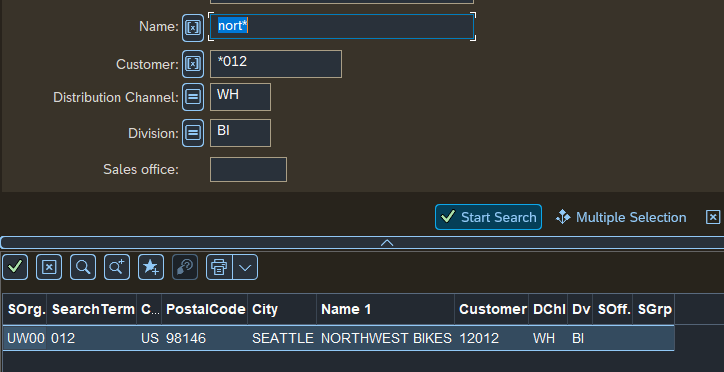 Name: nort*
Customer: *012
Distribution Channel: WH
Division: BI
Sales office:
Start Search Multiple Selection
SOrg. SearchTerm C.. PostalCode City Name 1 Customer DChl Dv SOff. SGrp
UW00 012 US 98146 SEATTLE NORTHWEST BIKES 12012 WH BI